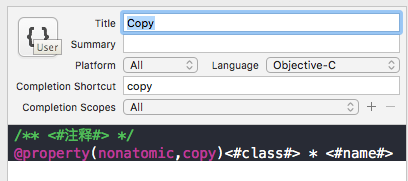 { }
User
Title Copy
Summary
Platform All Language Objective-C
Completion Shortcut copy
Completion Scopes All + −
/** <#注释#> */
@property(nonatomic,copy)<#class#> * <#name#>